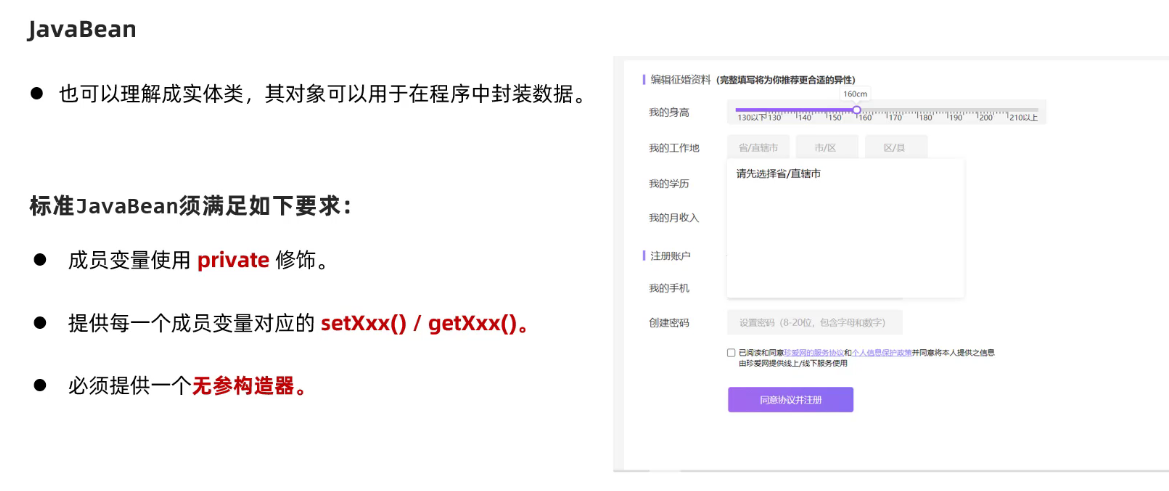 JavaBean
● 也可以理解成实体类，其对象可以用于在程序中封装数据。
标准JavaBean须满足如下要求：
● 成员变量使用 private 修饰。
● 提供每一个成员变量对应的 setXxx() / getXxx()。
● 必须提供一个无参构造器。
编辑征婚资料 (完整填写将为你推荐更合适的异性)
160cm
我的身高
130以下 130 140 150 160 170 180 190 200 210以上
我的工作地 省/直辖市 市/区 区/县
请先选择省/直辖市
我的学历
我的月收入
注册账户
我的手机
创建密码 设置密码（8-20位，包含字母和数字）
已阅读和同意珍爱网的服务协议和个人信息保护政策并同意将本人提供之信息
由珍爱网提供线上/线下服务使用
同意协议并注册